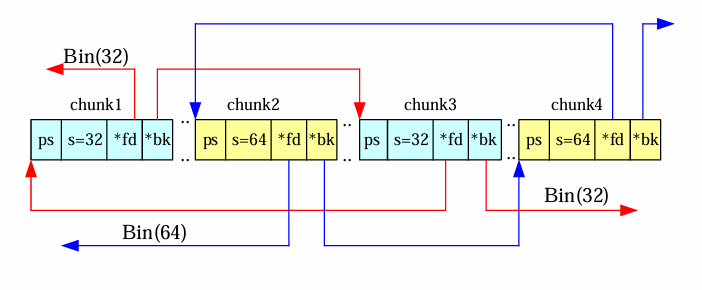 Bin(32)
chunk1 chunk2 chunk3 chunk4
ps s=32 *fd *bk .. ps s=64 *fd *bk .. ps s=32 *fd *bk .. ps s=64 *fd *bk
.. .. ..
Bin(32)
Bin(64)